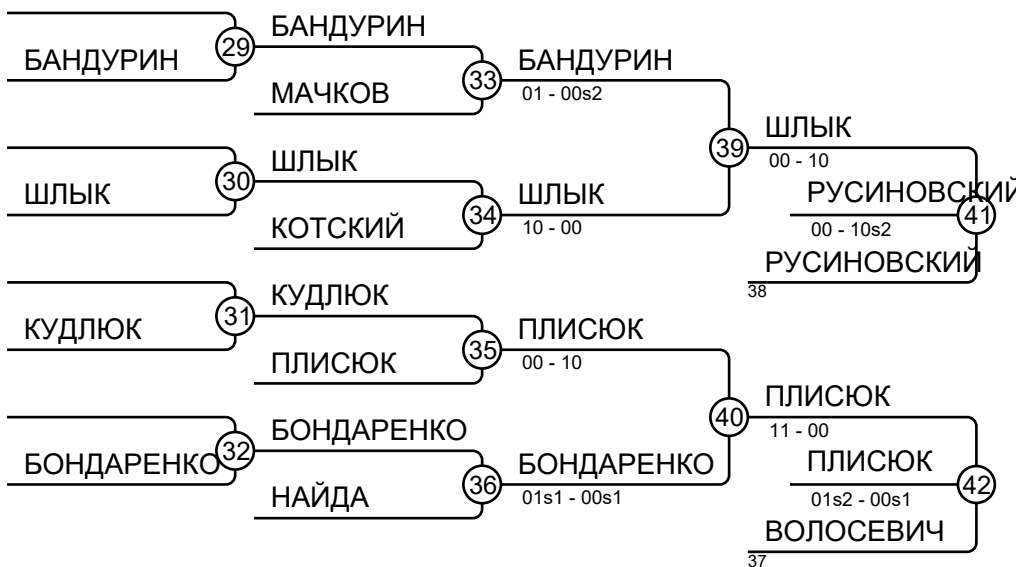 БАНДУРИН
29
БАНДУРИН
МАЧКОВ
33
БАНДУРИН
01 - 00s2
ШЛЫК
30
ШЛЫК
КОТСКИЙ
34
ШЛЫК
10 - 00
39
ШЛЫК
00 - 10
РУСИНОВСКИЙ
00 - 10s2
41
РУСИНОВСКИЙ
38
КУДЛЮК
31
КУДЛЮК
ПЛИСЮК
35
ПЛИСЮК
00 - 10
БОНДАРЕНКО
32
БОНДАРЕНКО
НАЙДА
36
БОНДАРЕНКО
01s1 - 00s1
40
ПЛИСЮК
11 - 00
ПЛИСЮК
01s2 - 00s1
42
ВОЛОСЕВИЧ
37